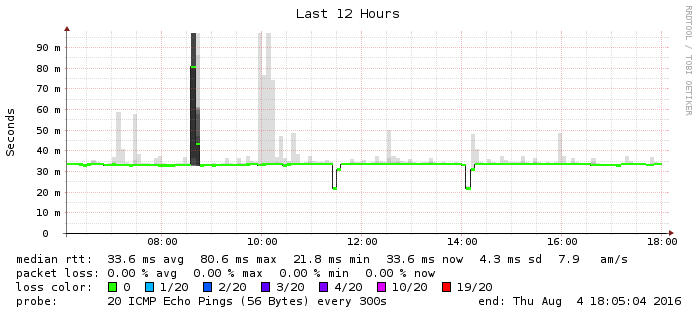 Last 12 Hours
RRDTOOL / TOBI OETIKER
Seconds
90 m
80 m
70 m
60 m
50 m
40 m
30 m
20 m
10 m
0
08:00 10:00 12:00 14:00 16:00 18:00
median rtt: 33.6 ms avg 80.6 ms max 21.8 ms min 33.6 ms now 4.3 ms sd 7.9 am/s
packet loss: 0.00 % avg 0.00 % max 0.00 % min 0.00 % now
loss color: 0 1/20 2/20 3/20 4/20 10/20 19/20
probe: 20 ICMP Echo Pings (56 Bytes) every 300s end: Thu Aug 4 18:05:04 2016